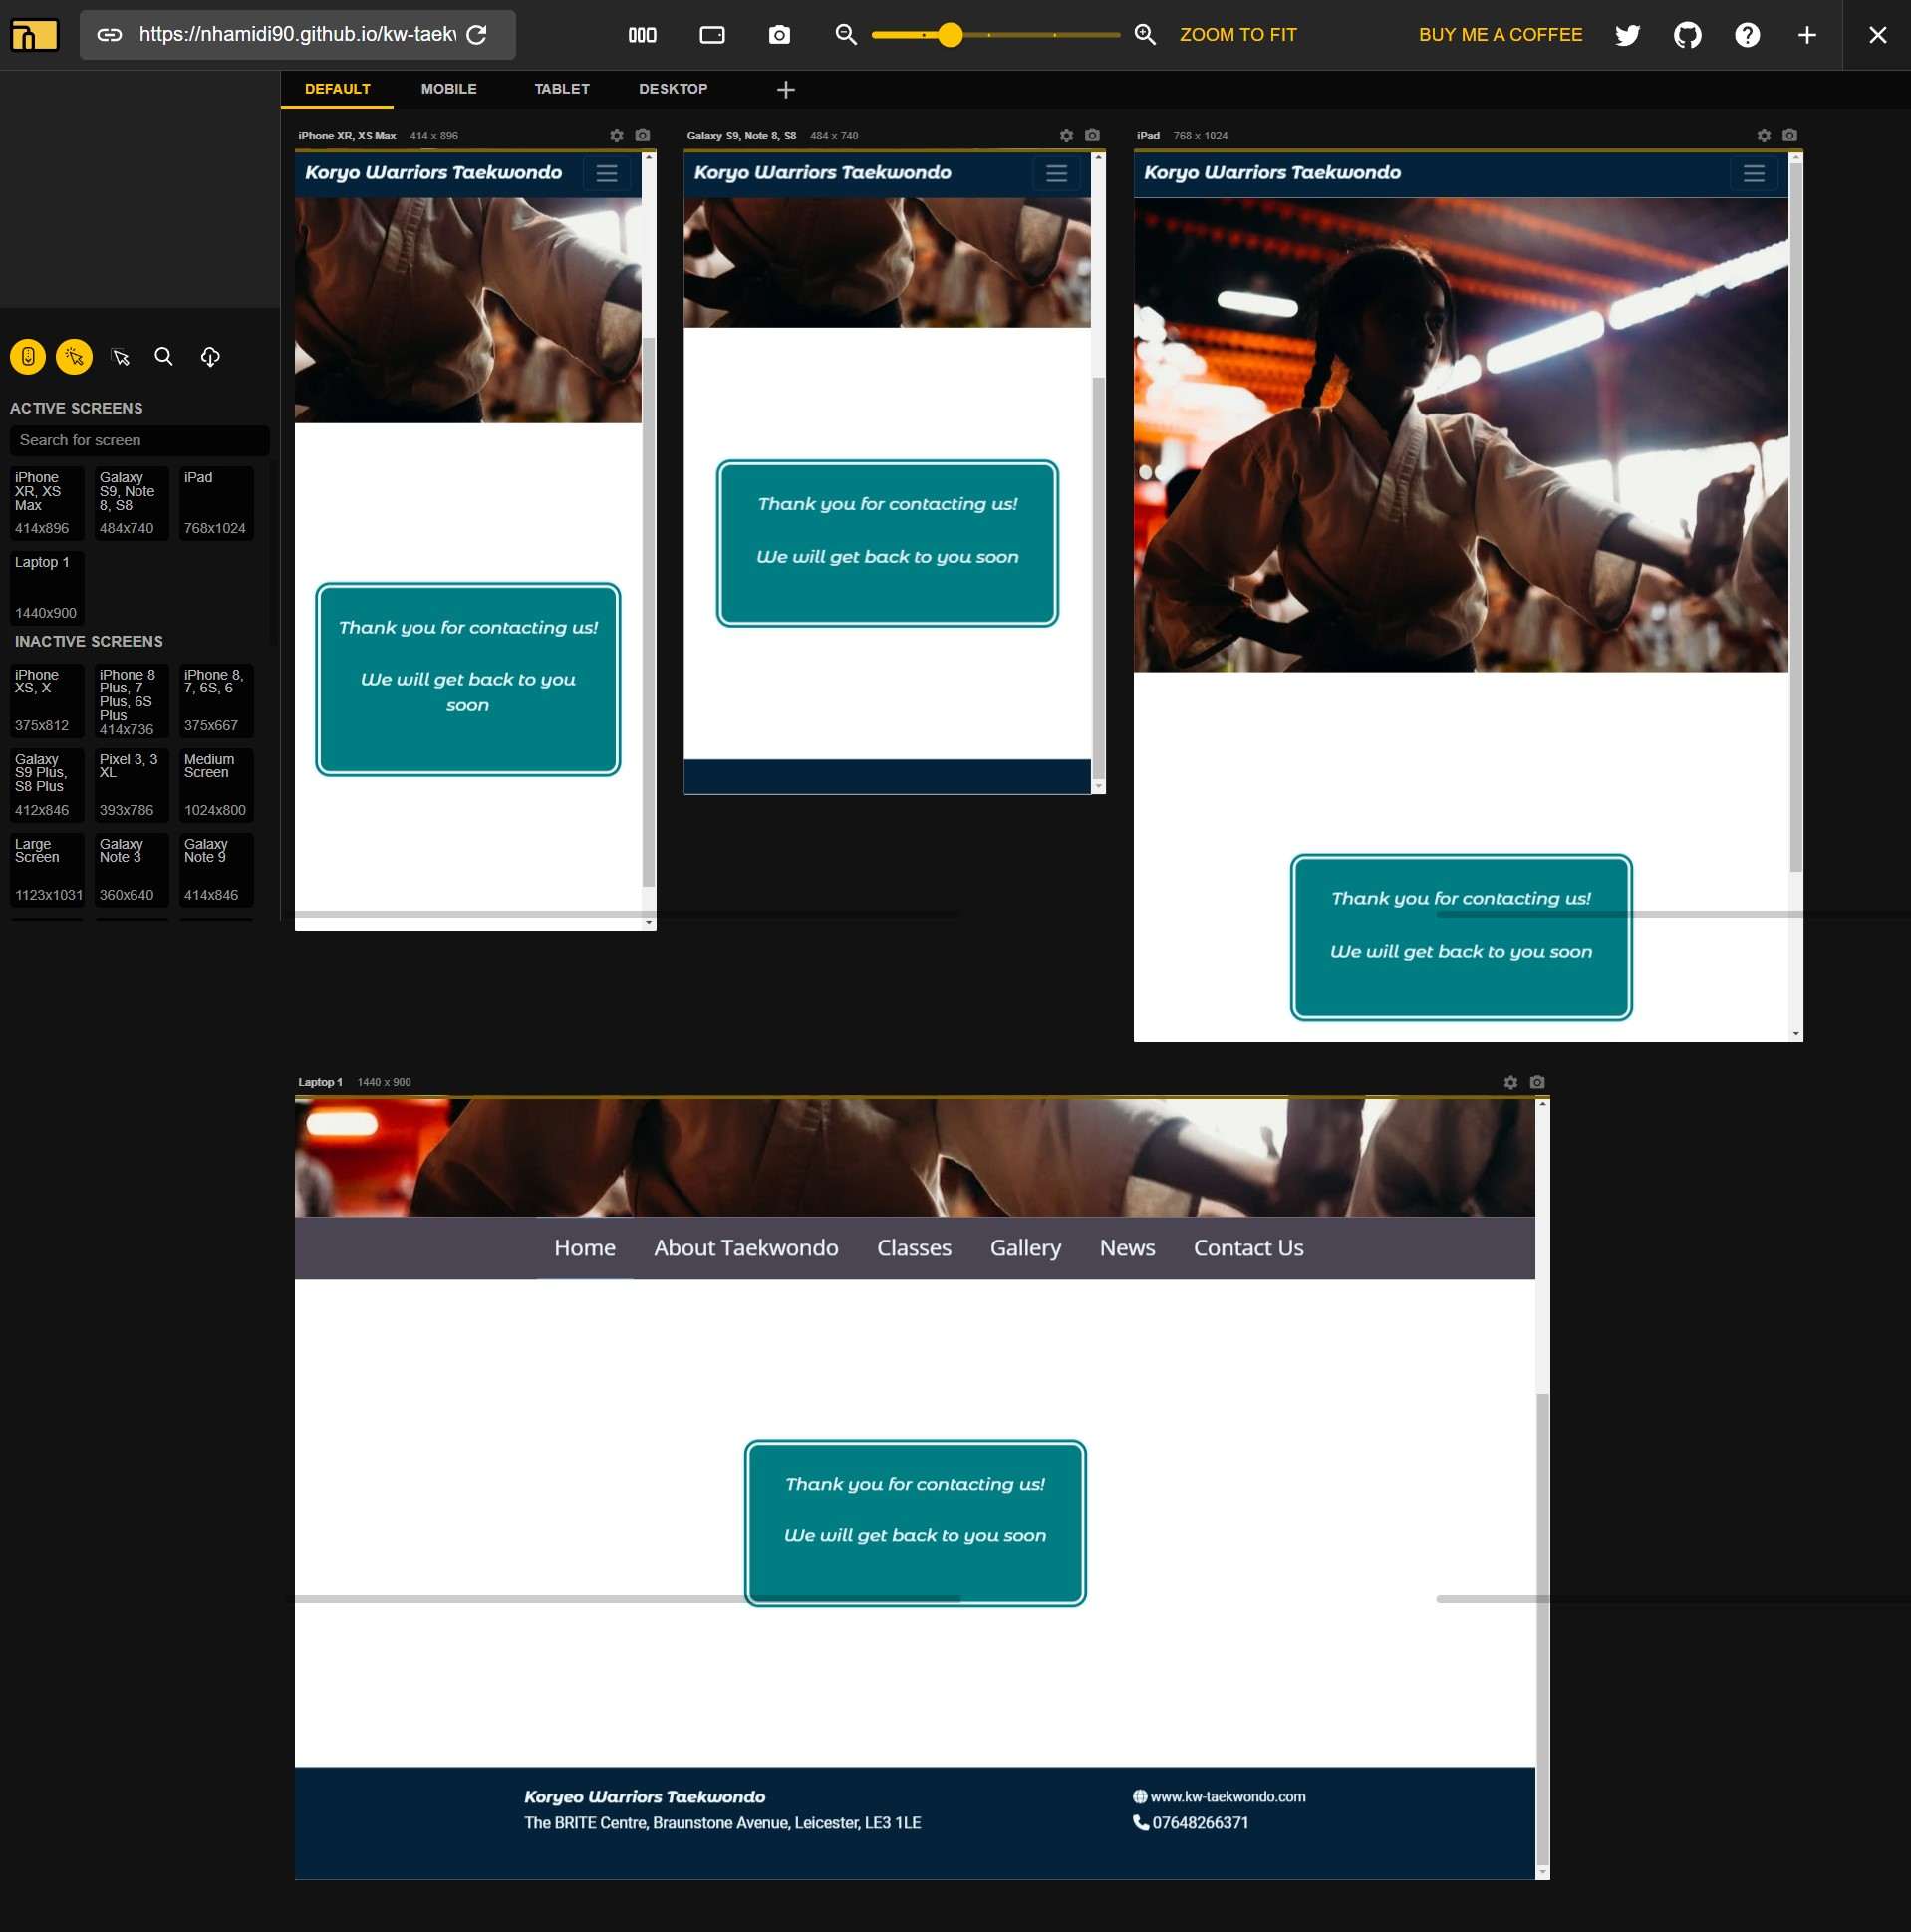 https://nhamidi90.github.io/kw-taek
ZOOM TO FIT
BUY ME A COFFEE
DEFAULT
MOBILE
TABLET
DESKTOP
ACTIVE SCREENS
Search for screen
iPhone
XR, XS
Max
414x896
Galaxy
S9, Note
8, S8
484x740
iPad
768x1024
Laptop 1
1440x900
INACTIVE SCREENS
iPhone
XS, X
375x812
iPhone 8
Plus, 7
Plus, 6S
Plus
414x736
iPhone 8,
7, 6S, 6
375x667
Galaxy
S9 Plus,
S8 Plus
412x846
Pixel 3, 3
XL
393x786
Medium
Screen
1024x800
Large
Screen
1123x1031
Galaxy
Note 3
360x640
Galaxy
Note 9
414x846
iPhone XR, XS Max 414 x 896
Koryo Warriors Taekwondo
Thank you for contacting us!
We will get back to you
soon
Galaxy S9, Note 8, S8 484 x 740
Koryo Warriors Taekwondo
Thank you for contacting us!
We will get back to you soon
iPad 768 x 1024
Koryo Warriors Taekwondo
Thank you for contacting us!
We will get back to you soon
Laptop 1 1440 x 900
Home
About Taekwondo
Classes
Gallery
News
Contact Us
Thank you for contacting us!
We will get back to you soon
Koryeo Warriors Taekwondo
The BRITE Centre, Braunstone Avenue, Leicester, LE3 1LE
www.kw-taekwondo.com
07648266371